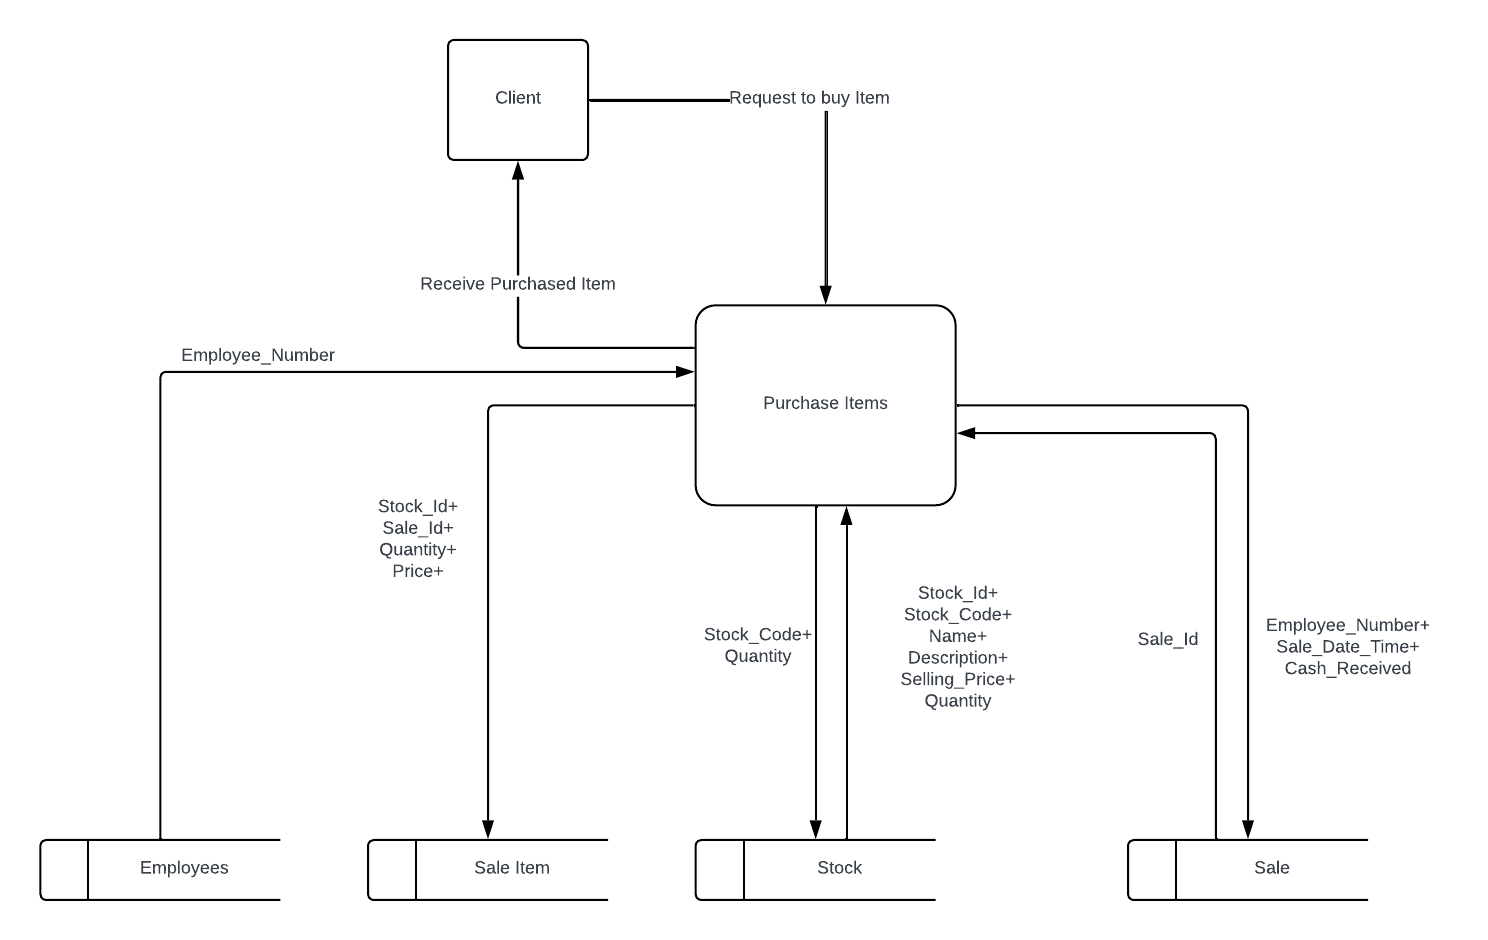 Client
Request to buy Item
Receive Purchased Item
Employee_Number
Purchase Items
Stock_Id+
Sale_Id+
Quantity+
Price+
Stock_Code+
Quantity
Stock_Id+
Stock_Code+
Name+
Description+
Selling_Price+
Quantity
Sale_Id
Employee_Number+
Sale_Date_Time+
Cash_Received
Employees
Sale Item
Stock
Sale